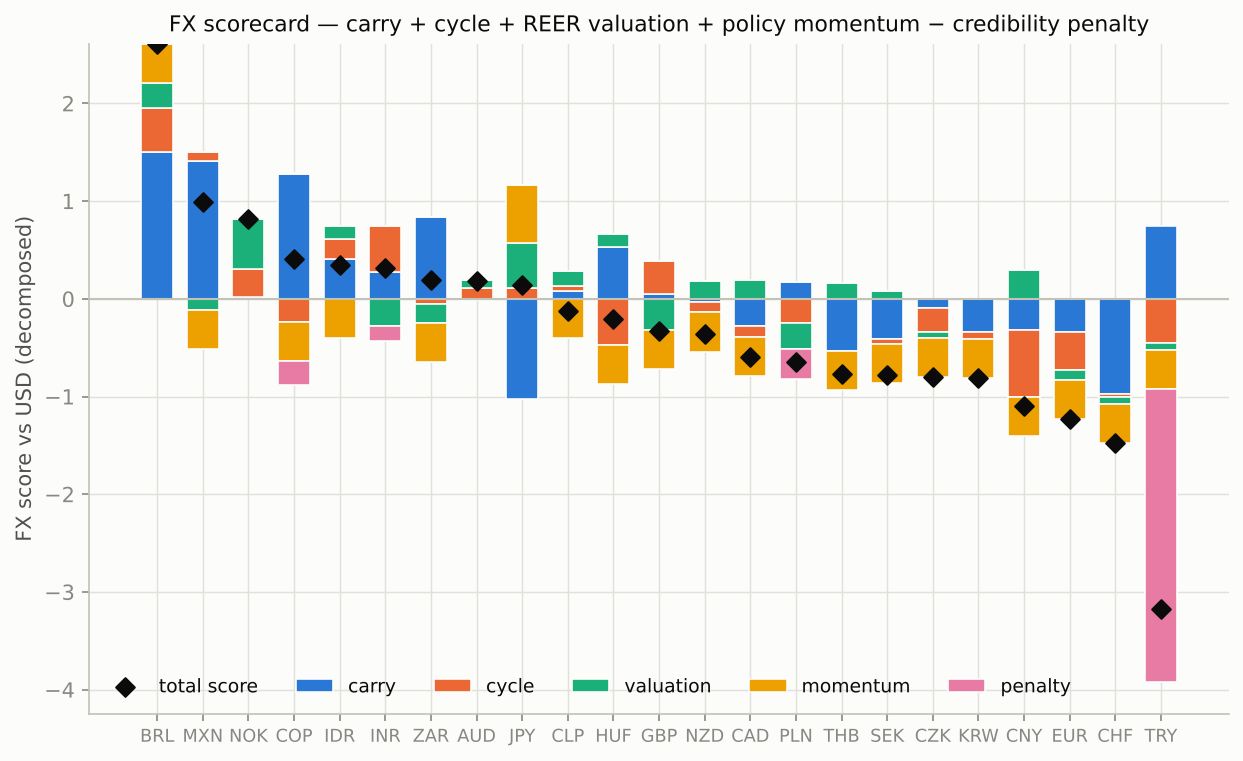 FX scorecard — carry + cycle + REER valuation + policy momentum − credibility penalty
FX score vs USD (decomposed)
2
1
0
−1
−2
−3
−4
total score carry cycle valuation momentum penalty
BRL MXN NOK COP IDR INR ZAR AUD JPY CLP HUF GBP NZD CAD PLN THB SEK CZK KRW CNY EUR CHF TRY